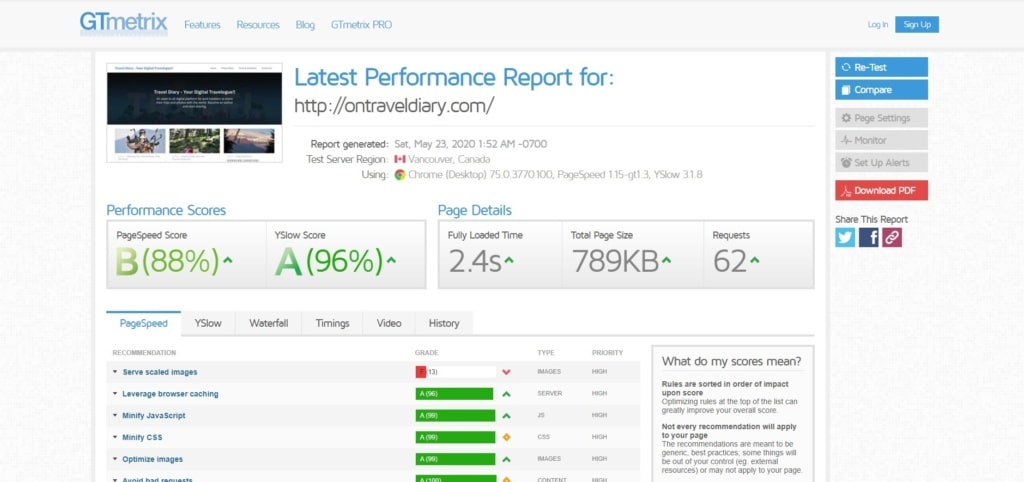 GTmetrix Features Resources Blog GTmetrix PRO Log In Sign Up
Travel Diary - Your Digital Travelogue!!
Latest Performance Report for:
http://ontraveldiary.com/
Report generated: Sat, May 23, 2020 1:52 AM -0700
Test Server Region: Vancouver, Canada
Using: Chrome (Desktop) 75.0.3770.100, PageSpeed 1.15-gt1.3, YSlow 3.1.8
Re-Test
Compare
Page Settings
Monitor
Set Up Alerts
Download PDF
Share This Report
Performance Scores
PageSpeed Score YSlow Score
B (88%) A (96%)
Page Details
Fully Loaded Time Total Page Size Requests
2.4s 789KB 62
PageSpeed YSlow Waterfall Timings Video History
RECOMMENDATION GRADE TYPE PRIORITY
Serve scaled images F (13) IMAGES HIGH
Leverage browser caching A (96) SERVER HIGH
Minify JavaScript A (99) JS HIGH
Minify CSS A (99) CSS HIGH
Optimize images A (99) IMAGES HIGH
Avoid bad requests A (100) CONTENT HIGH
What do my scores mean?
Rules are sorted in order of impact
upon score
Optimizing rules at the top of the list can
greatly improve your overall score.
Not every recommendation will apply
to your page
The recommendations are meant to be
generic, best practices; some things will
be out of your control (eg. external
resources) or may not apply to your page.